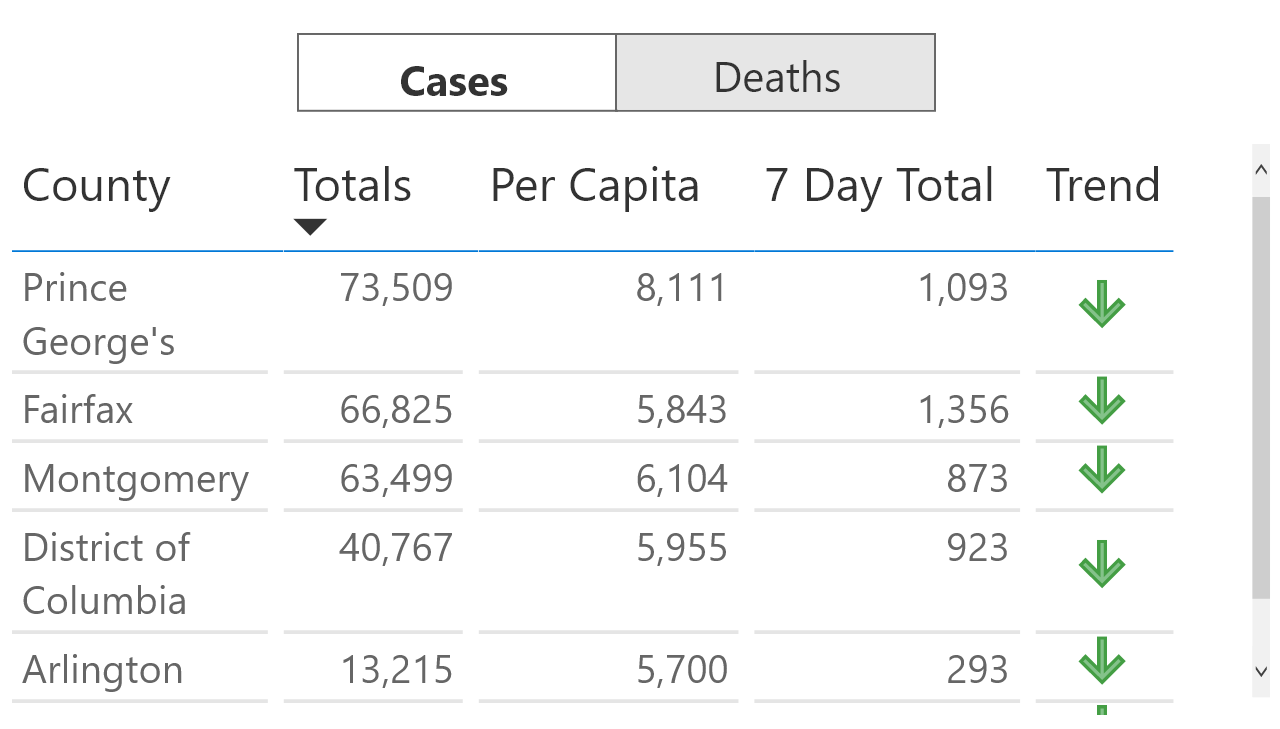 Cases Deaths
County Totals Per Capita 7 Day Total Trend
Prince 73,509 8,111 1,093
George's
Fairfax 66,825 5,843 1,356
Montgomery 63,499 6,104 873
District of 40,767 5,955 923
Columbia
Arlington 13,215 5,700 293